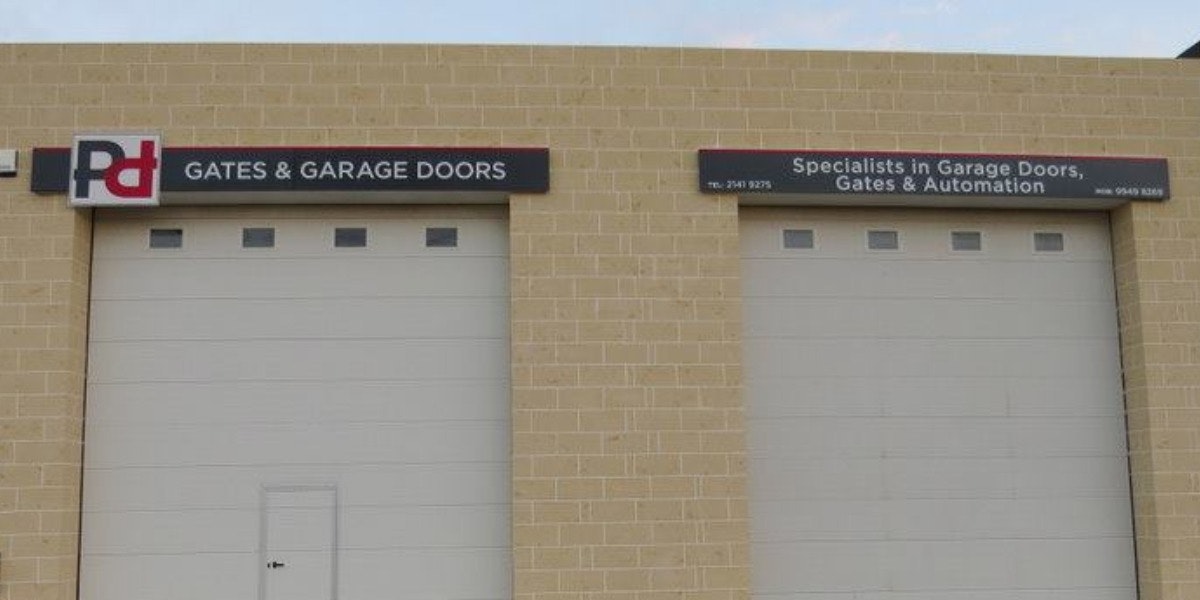 Pd GATES & GARAGE DOORS
Specialists in Garage Doors,
Gates & Automation
TEL: 2141 9275
MOB: 9949 8269